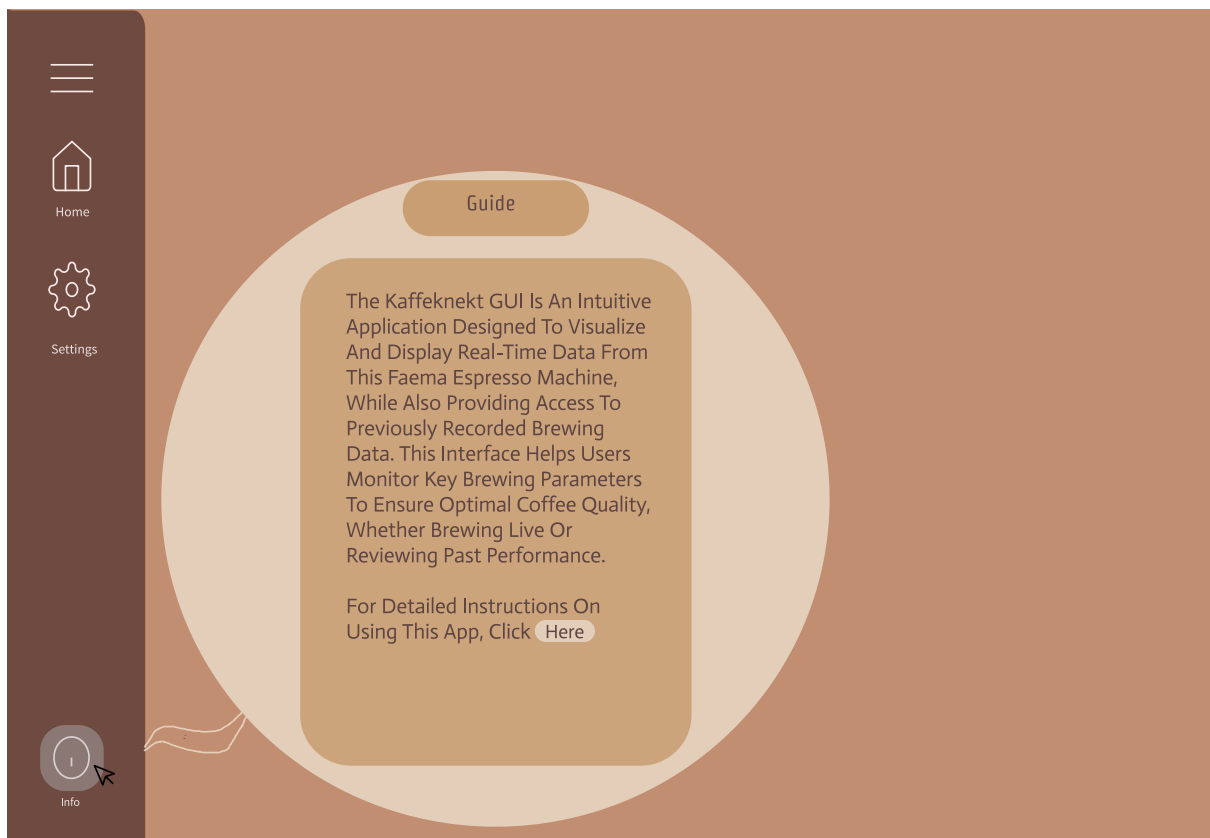 Home
Settings
Info
Guide
The Kaffeknekt GUI Is An Intuitive
Application Designed To Visualize
And Display Real-Time Data From
This Faema Espresso Machine,
While Also Providing Access To
Previously Recorded Brewing
Data. This Interface Helps Users
Monitor Key Brewing Parameters
To Ensure Optimal Coffee Quality,
Whether Brewing Live Or
Reviewing Past Performance.
For Detailed Instructions On
Using This App, Click Here